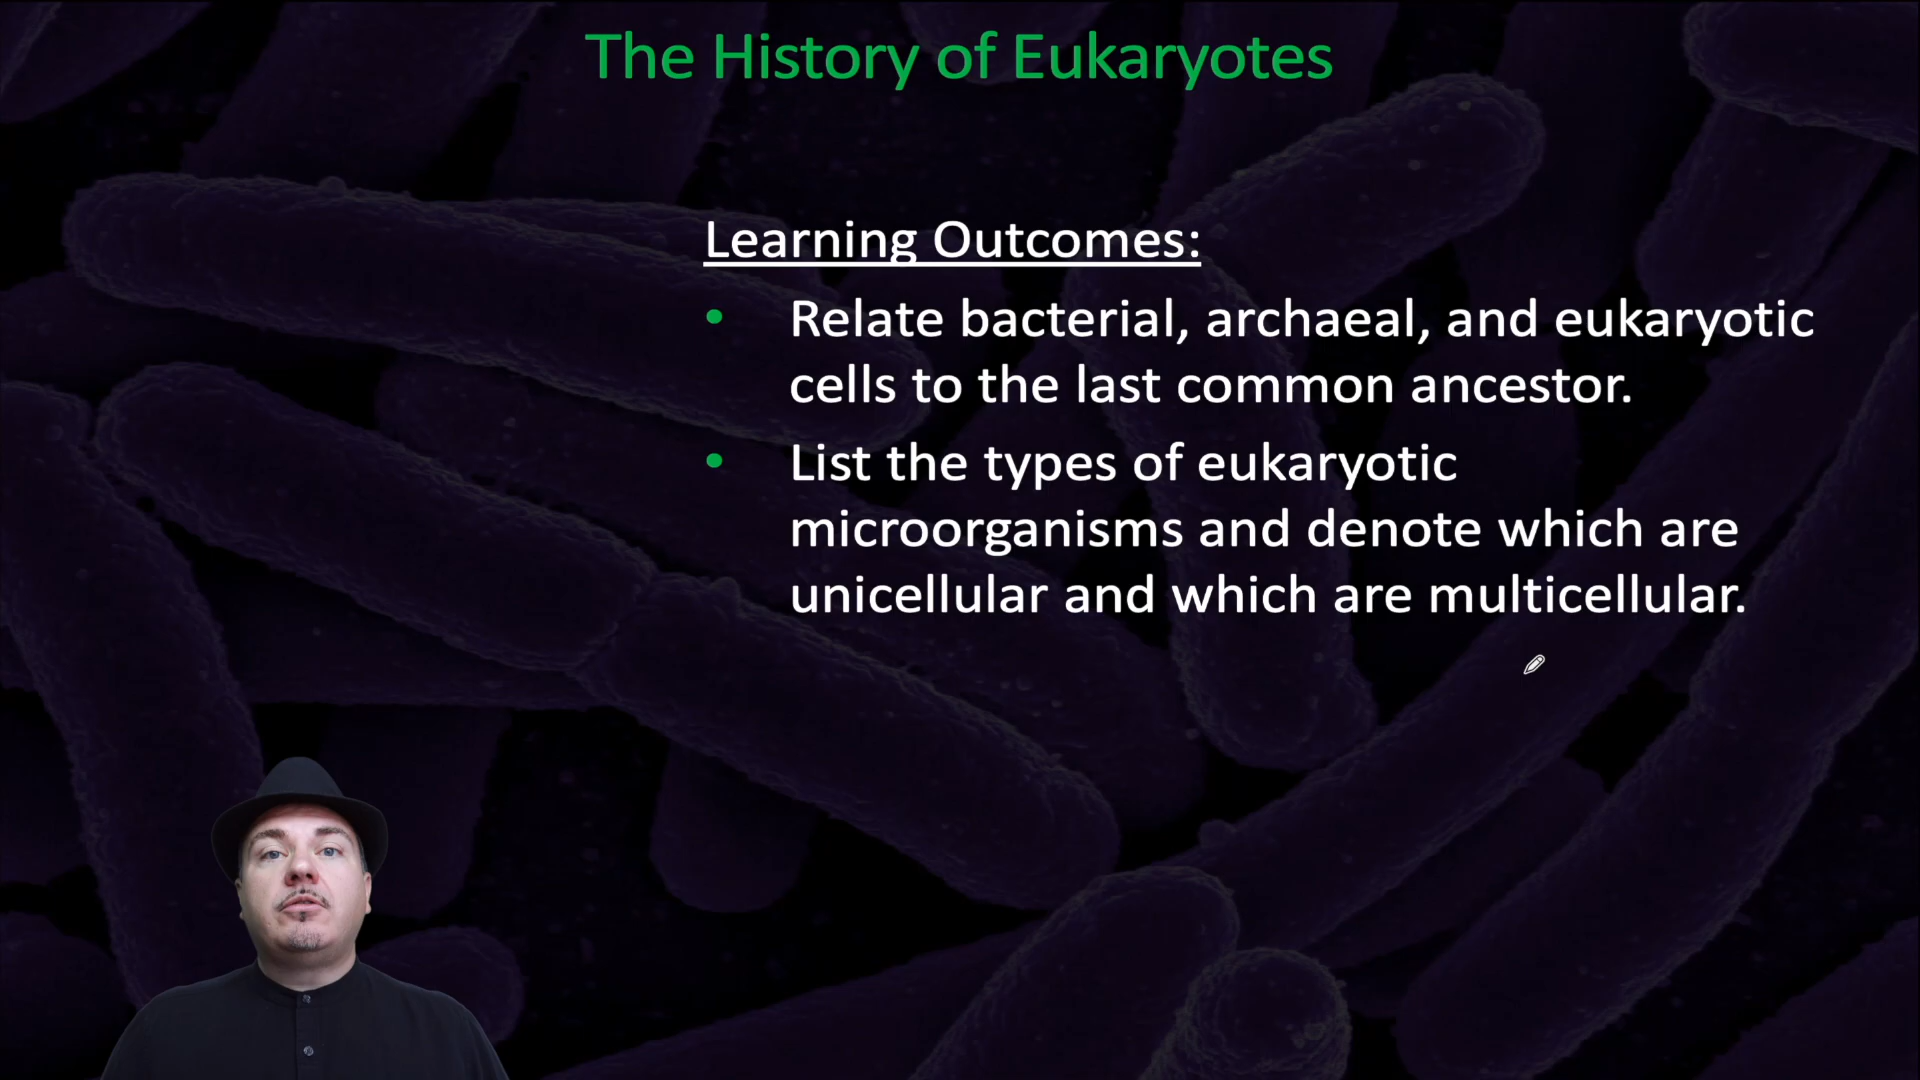 The History of Eukaryotes
Learning Outcomes:
• Relate bacterial, archaeal, and eukaryotic
cells to the last common ancestor.
• List the types of eukaryotic
microorganisms and denote which are
unicellular and which are multicellular.